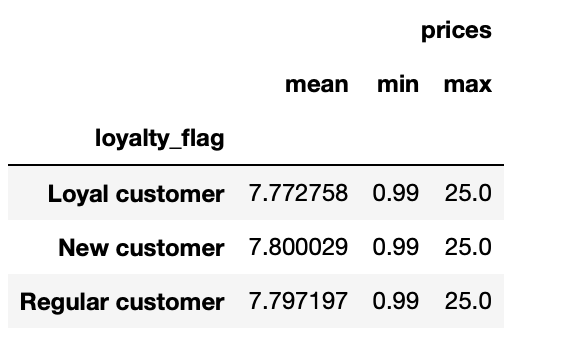 prices
mean min max
loyalty_flag
Loyal customer 7.772758 0.99 25.0
New customer 7.800029 0.99 25.0
Regular customer 7.797197 0.99 25.0